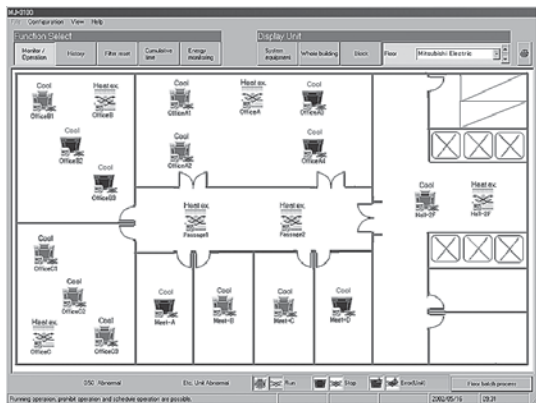 MJ-3100
File Configuration View Help
Function Select
Display Unit
Monitor / Operation
History
Filter reset
Cumulative time
Energy monitoring
System equipment
Whole building
Block
Floor
Mitsubishi Electric
Cool
OfficeB1
Heat ex.
OfficeB
Cool
OfficeA1
Heat ex.
OfficeA
Cool
OfficeA3
Cool
OfficeB2
Cool
OfficeA2
Cool
OfficeA4
Cool
OfficeB3
Cool
Hall-2F
Heat ex.
Hall-2F
Heat ex.
Passage1
Heat ex.
Passage2
Cool
OfficeC1
Cool
OfficeC2
Heat ex.
OfficeC
Cool
OfficeC3
Cool
Meet-A
Cool
Meet-B
Cool
Meet-C
Cool
Meet-D
Abnormal
Etc. Unit Abnormal
Run
Stop
Error(Unit)
Floor batch process
Running operation, prohibit operation and schedule operation are possible.
2002/05/16